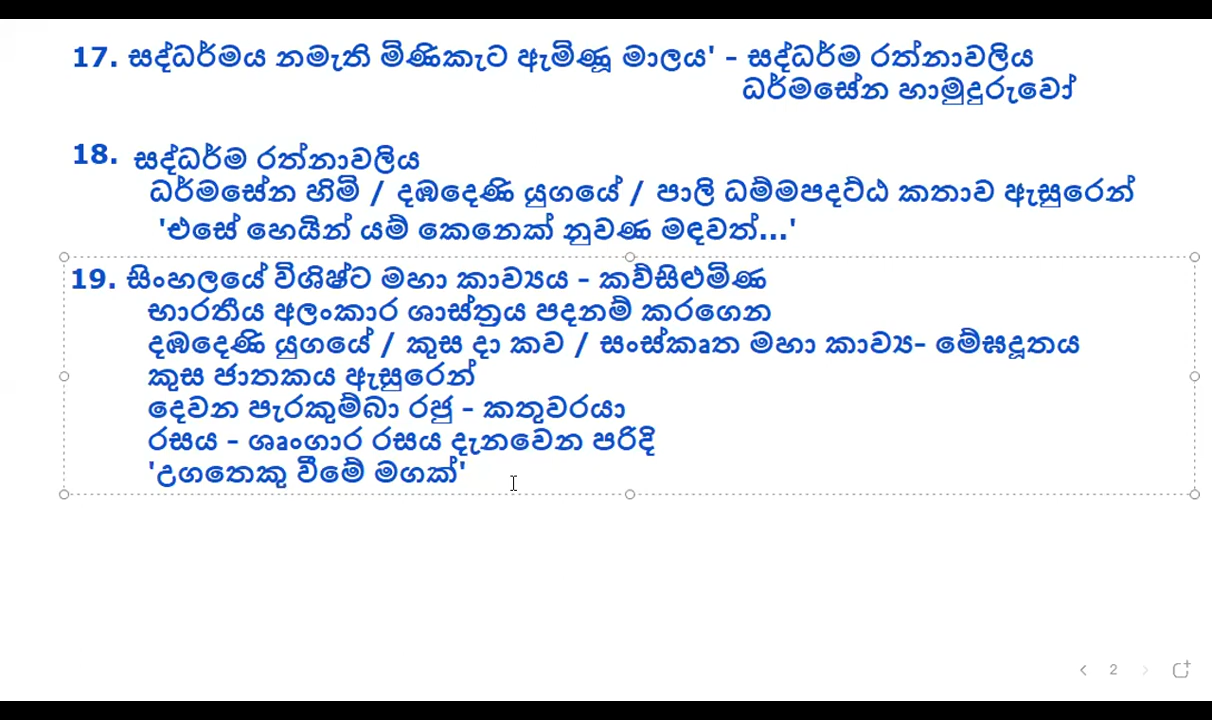 17. සද්ධර්මය නමැති මිණිකැට ඇමිණූ මාලය' - සද්ධර්ම රත්නාවලිය
ධර්මසේන හාමුදුරුවෝ
18. සද්ධර්ම රත්නාවලිය
ධර්මසේන හිමි / දඹදෙණි යුගයේ / පාලි ධම්මපදට්ඨ කතාව ඇසුරෙන්
'එසේ හෙයින් යම් කෙනෙක් නුවණ මඳවත්...'
19. සිංහලයේ විශිෂ්ට මහා කාව්‍යය - කව්සිළුමිණ
භාරතීය අලංකාර ශාස්ත්‍රය පදනම් කරගෙන
දඹදෙණි යුගයේ / කුස දා කව / සංස්කෘත මහා කාව්‍ය- මේඝදූතය
කුස ජාතකය ඇසුරෙන්
දෙවන පැරකුම්බා රජු - කතුවරයා
රසය - ශෘංගාර රසය දැනවෙන පරිදි
'උගතෙකු වීමේ මගක්'
2